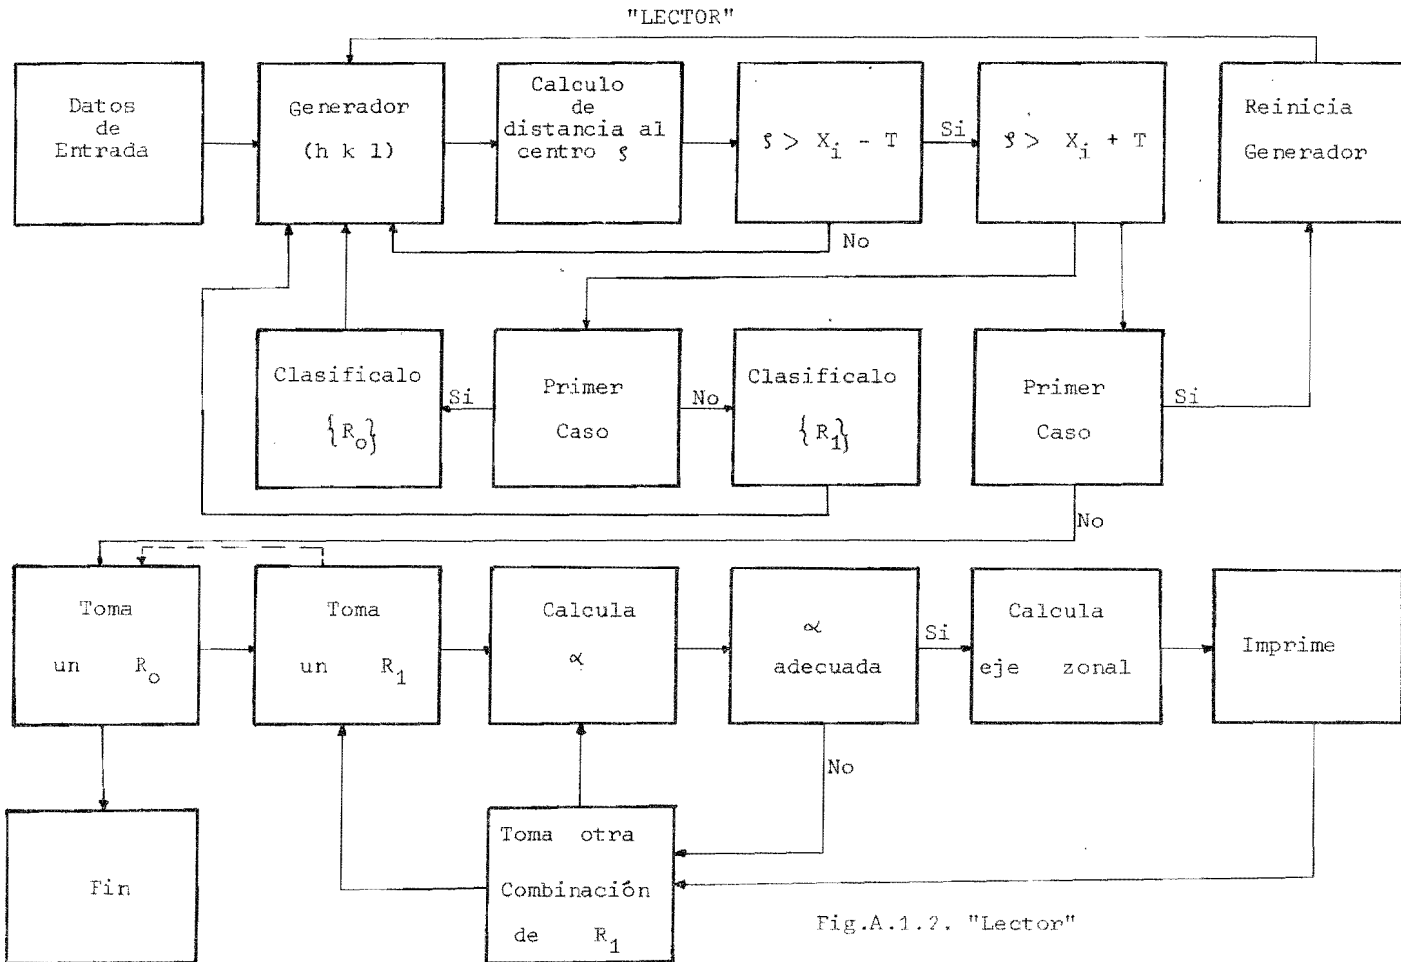 "LECTOR"
Datos
de
Entrada
Generador
(h k l)
Calculo
de
distancia al
centro ρ
ρ > X_i - T
Si
No
ρ > X_i + T
Reinicia
Generador
Clasificalo
{R_o}
Si
Primer
Caso
No
Clasificalo
{R_1}
Primer
Caso
Si
No
Toma
un R_o
Toma
un R_1
Calcula
α
α
adecuada
Si
No
Calcula
eje zonal
Imprime
Fin
Toma otra
Combinación
de R_1
Fig.A.1.2. "Lector"